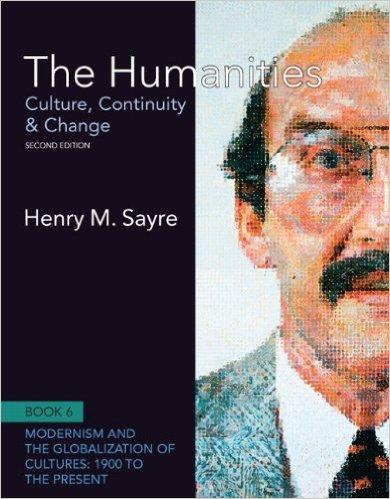 The Humanities
Culture, Continuity
& Change
SECOND EDITION
Henry M. Sayre
BOOK 6
MODERNISM AND
THE GLOBALIZATION OF
CULTURES: 1900 TO
THE PRESENT